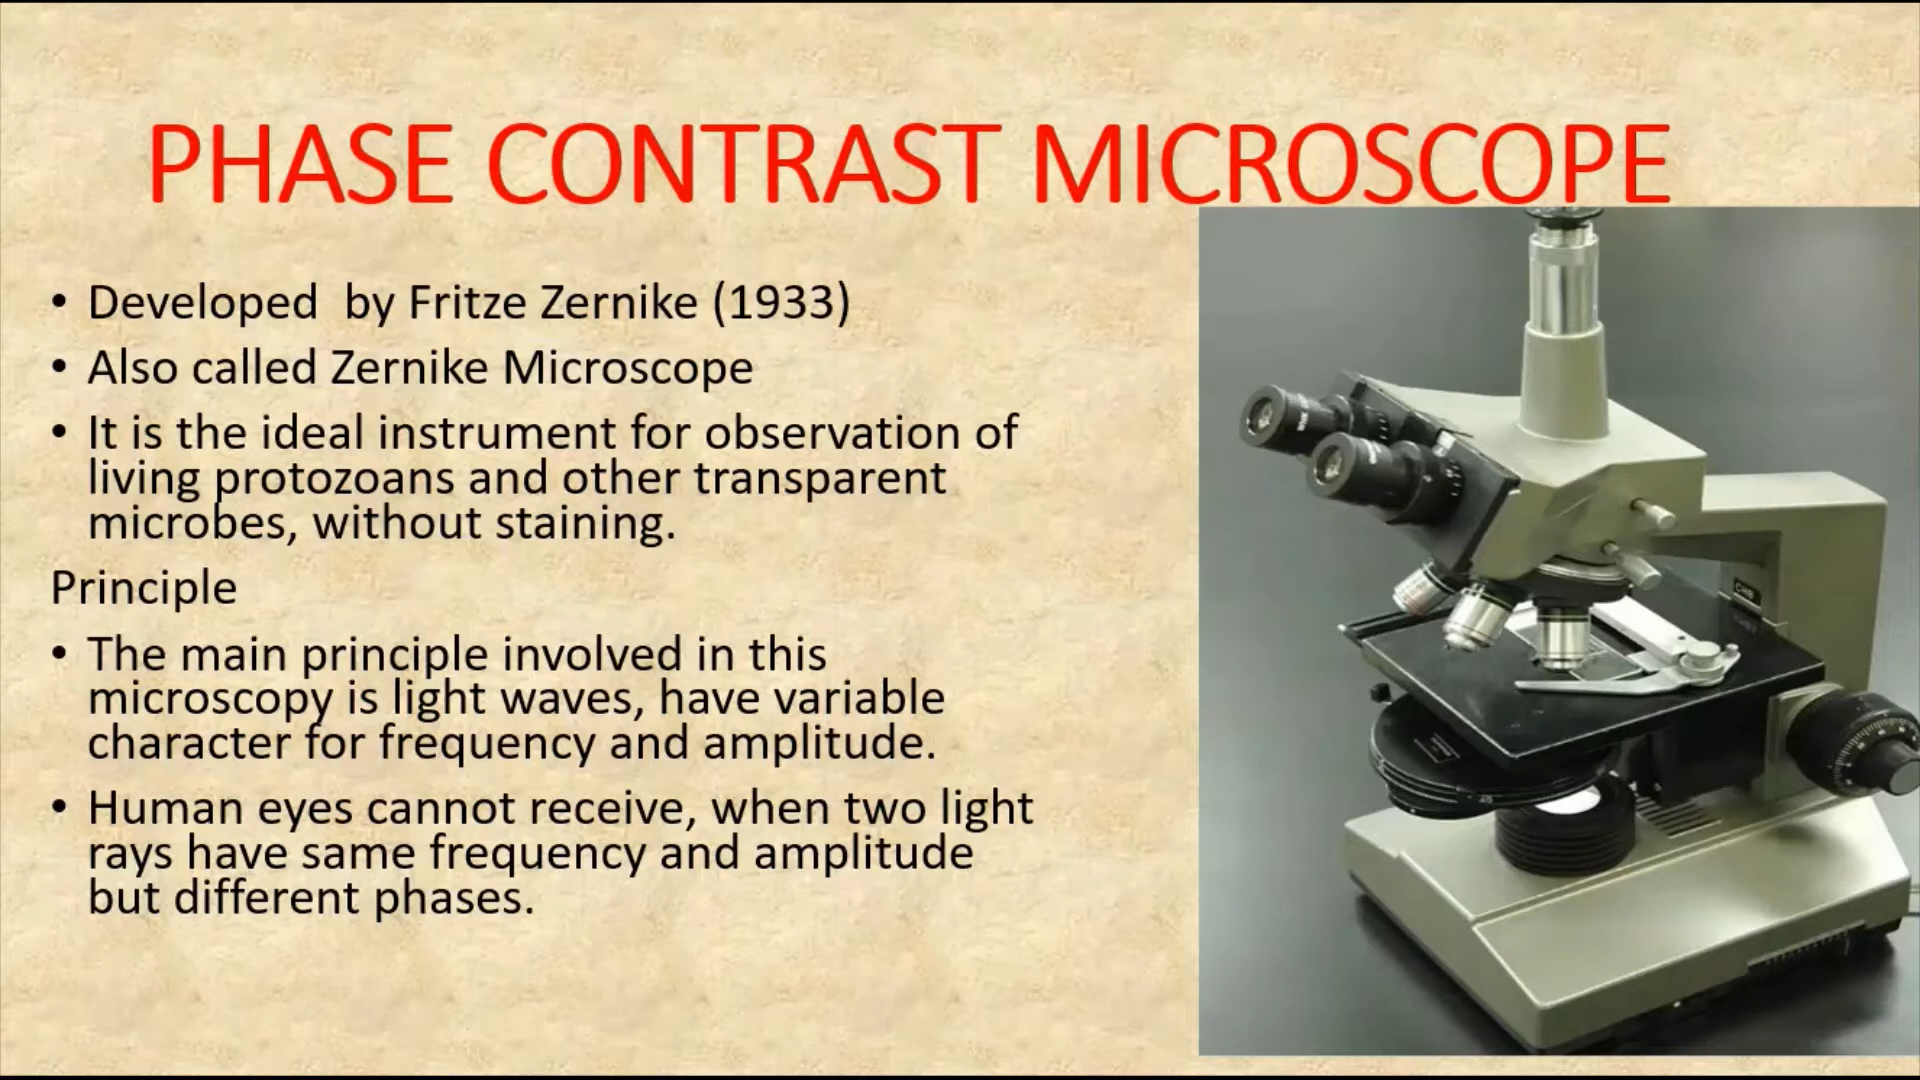 PHASE CONTRAST MICROSCOPE
• Developed  by Fritze Zernike (1933)
• Also called Zernike Microscope
• It is the ideal instrument for observation of
living protozoans and other transparent
microbes, without staining.
Principle
• The main principle involved in this
microscopy is light waves, have variable
character for frequency and amplitude.
• Human eyes cannot receive, when two light
rays have same frequency and amplitude
but different phases.